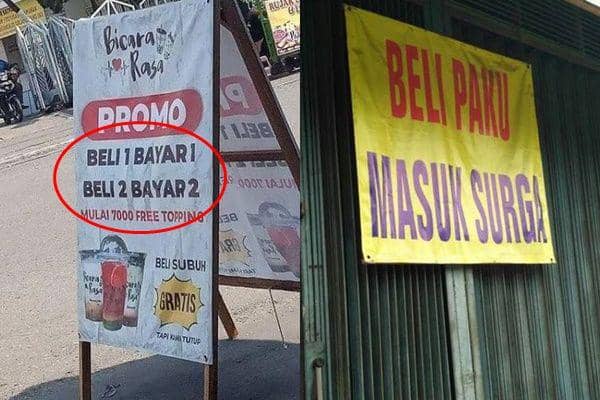 Bicara
Rasa
PROMO
BELI 1 BAYAR 1
BELI 2 BAYAR 2
MULAI 7000 FREE TOPPING
BELI SUBUH
GRATIS
TAPI KAMI TUTUP
BELI PAKU
MASUK SURGA